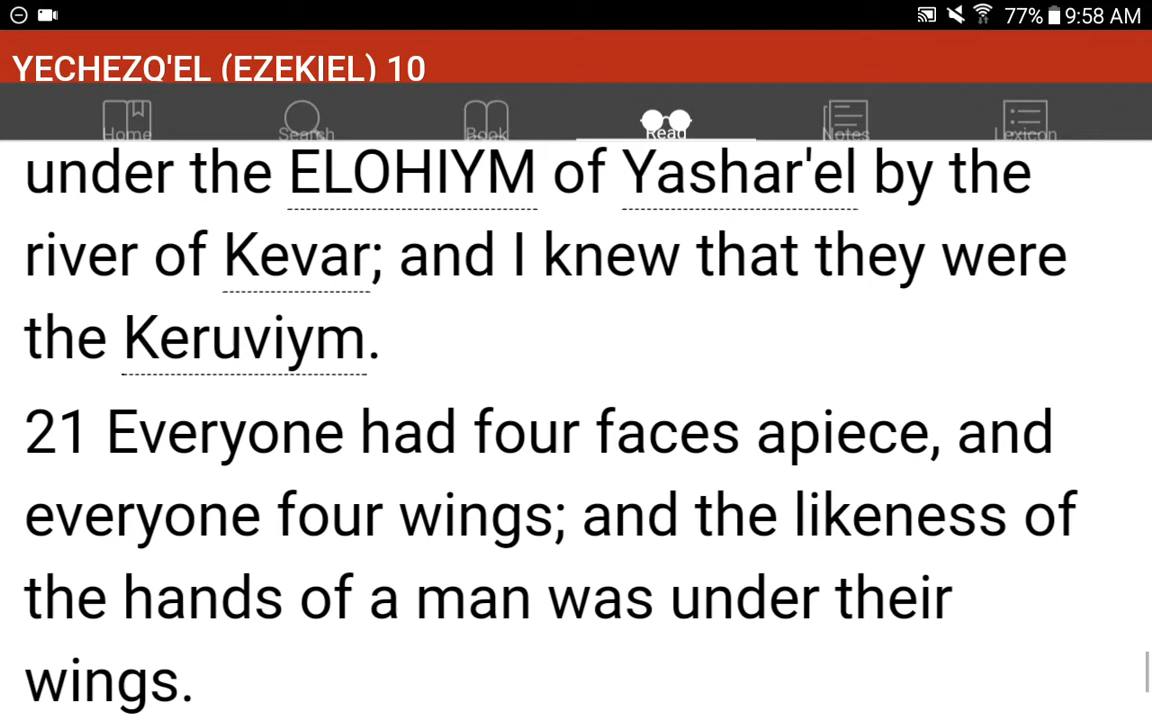 77% 9:58 AM
YECHEZQ'EL (EZEKIEL) 10
Home Search Book Read Notes Lexicon
under the ELOHIYM of Yashar'el by the
river of Kevar; and I knew that they were
the Keruviym.
21 Everyone had four faces apiece, and
everyone four wings; and the likeness of
the hands of a man was under their
wings.